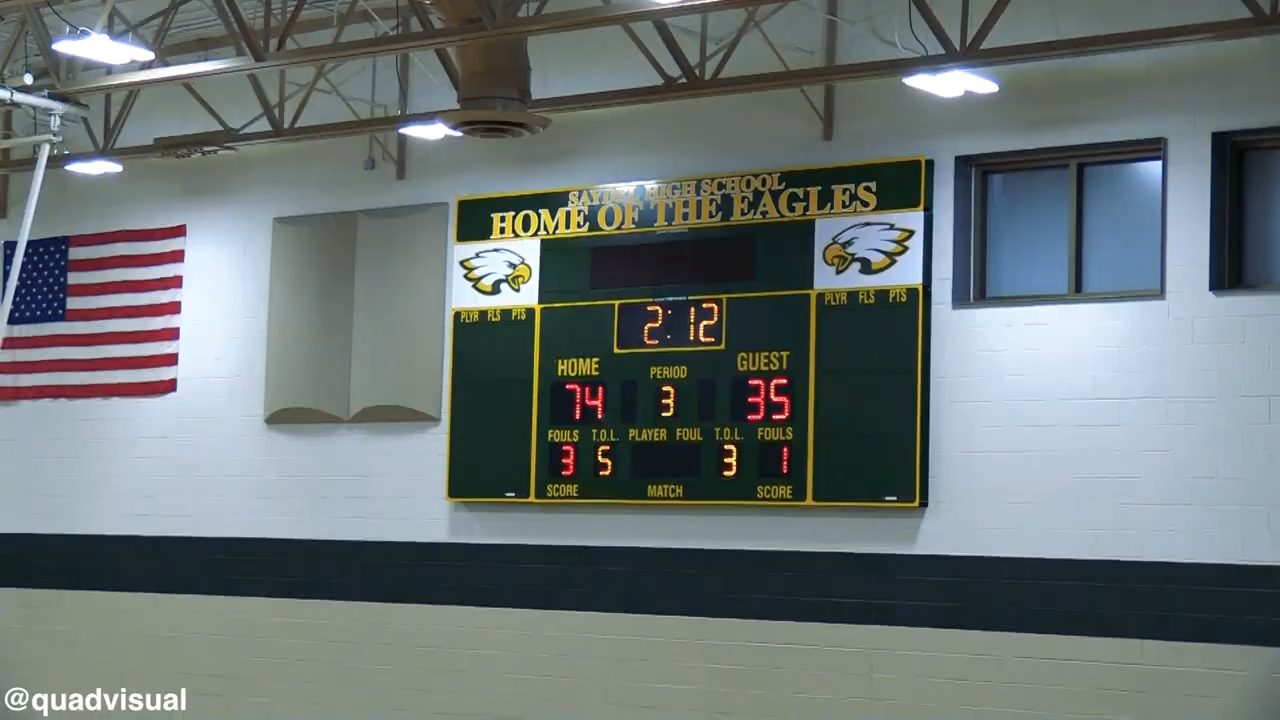 SAYDEL HIGH SCHOOL
HOME OF THE EAGLES
PLYR FLS PTS
PLYR FLS PTS
2:12
HOME PERIOD GUEST
74 3 35
FOULS T.O.L. PLAYER FOUL T.O.L. FOULS
3 5 3 1
SCORE MATCH SCORE
@quadvisual